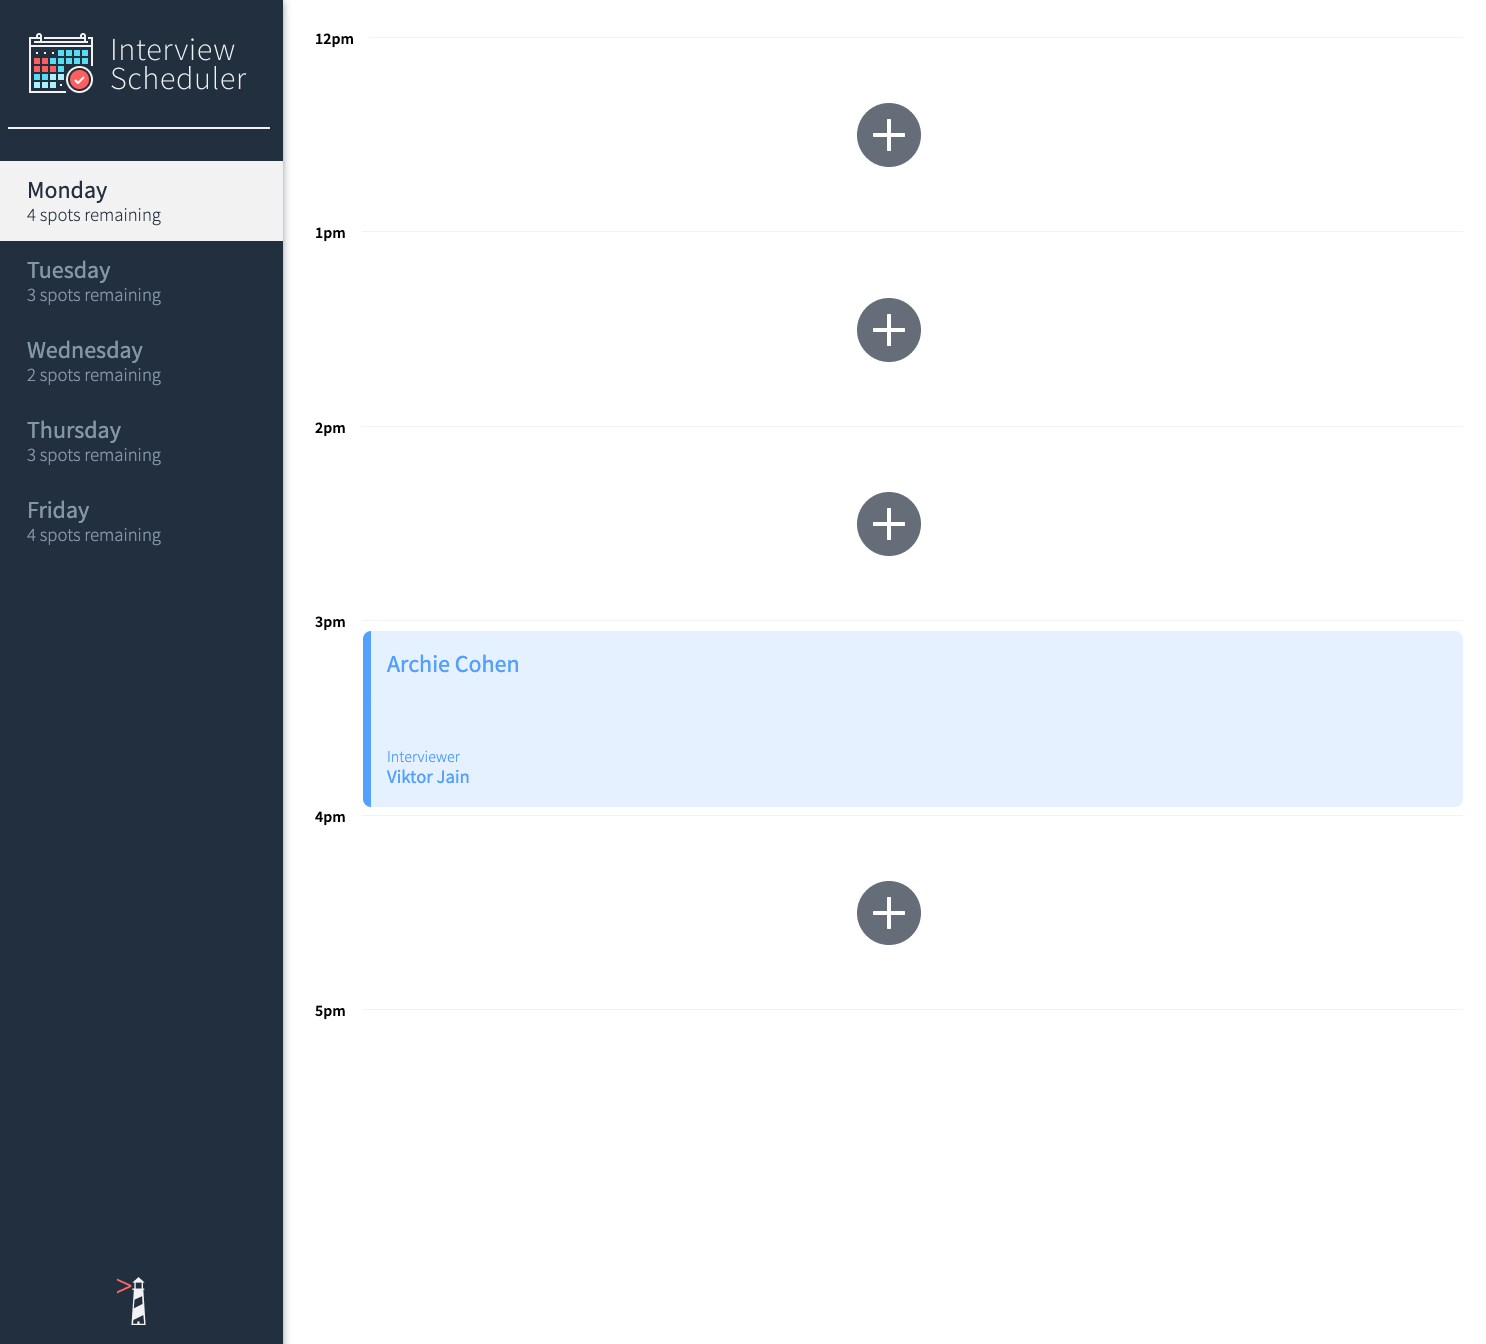 Interview
Scheduler
Monday
4 spots remaining
Tuesday
3 spots remaining
Wednesday
2 spots remaining
Thursday
3 spots remaining
Friday
4 spots remaining
12pm
1pm
2pm
3pm
Archie Cohen
Interviewer
Viktor Jain
4pm
5pm